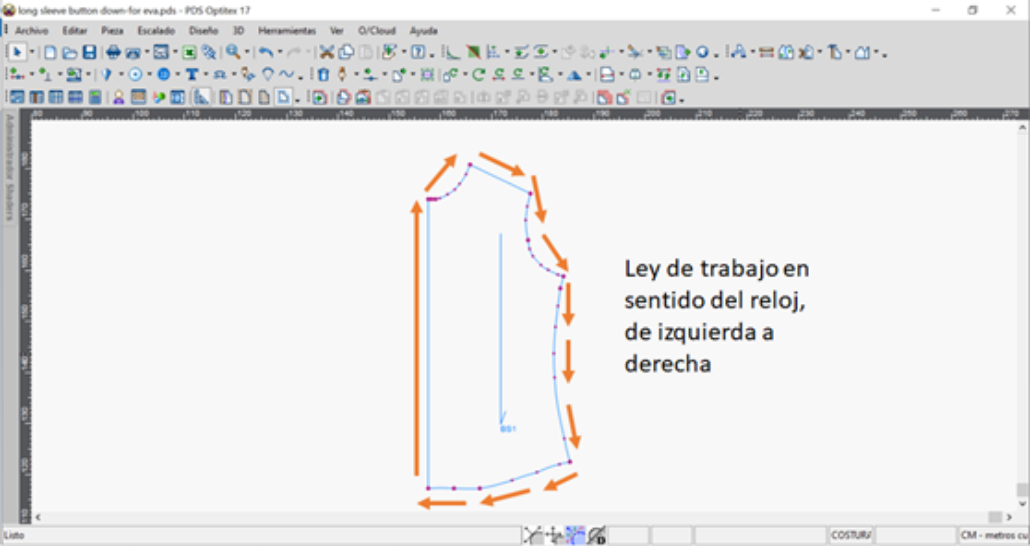 long sleeve button down-for eva.pds - PDS Optitex 17
Archivo Editar Pieza Escalado Diseño 3D Herramientas Ver O/Cloud Ayuda
80 90 100 110 120 130 140 150 160 170 180 190 200 210 220 230 240 250 260 270
Administrador Shaders
180
170
160
150
140
130
120
110
BS1
Ley de trabajo en
sentido del reloj,
de izquierda a
derecha
Listo
COSTURA
CM - metros cu